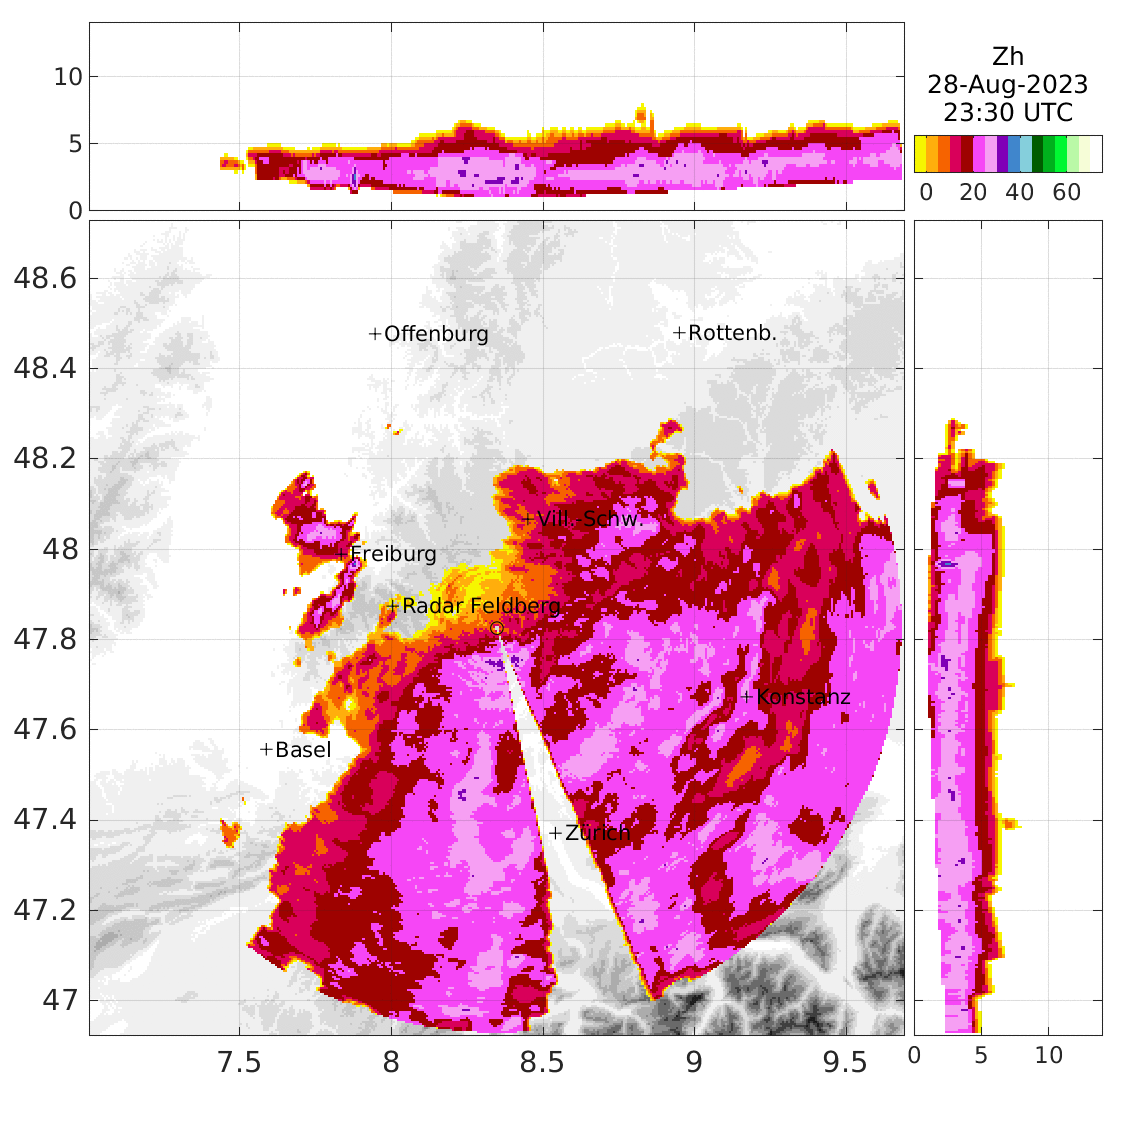 10
5
0
Zh
28-Aug-2023
23:30 UTC
0 20 40 60
48.6
48.4
48.2
48
47.8
47.6
47.4
47.2
47
+Offenburg
+Rottenb.
+Vill.-Schw.
+Freiburg
+Radar Feldberg
+Konstanz
+Basel
+Zürich
7.5 8 8.5 9 9.5
0 5 10